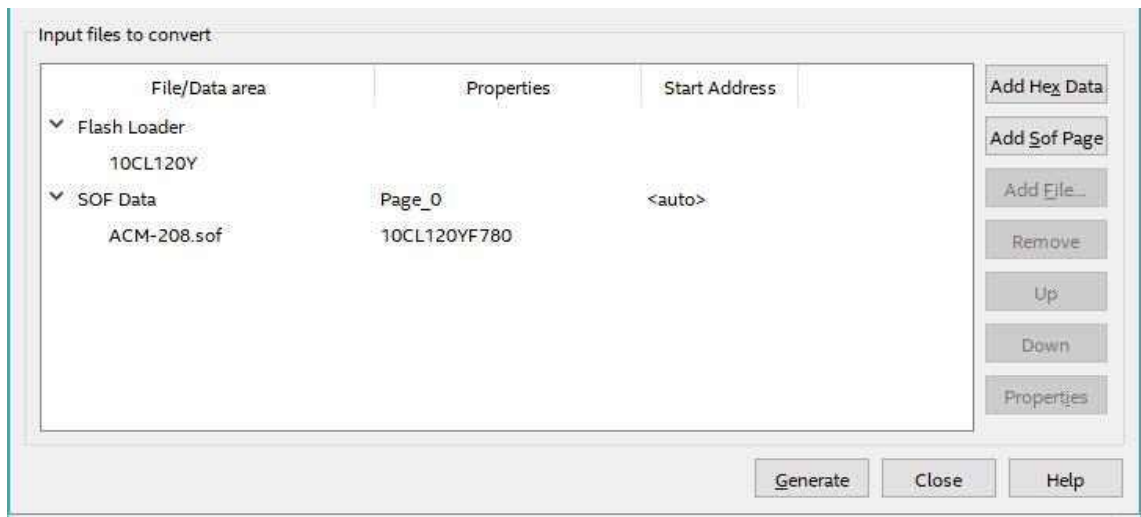 Input files to convert
File/Data area Properties Start Address
Flash Loader
10CL120Y
SOF Data Page_0 <auto>
ACM-208.sof 10CL120YF780
Add Hex Data
Add Sof Page
Add File...
Remove
Up
Down
Properties
Generate Close Help